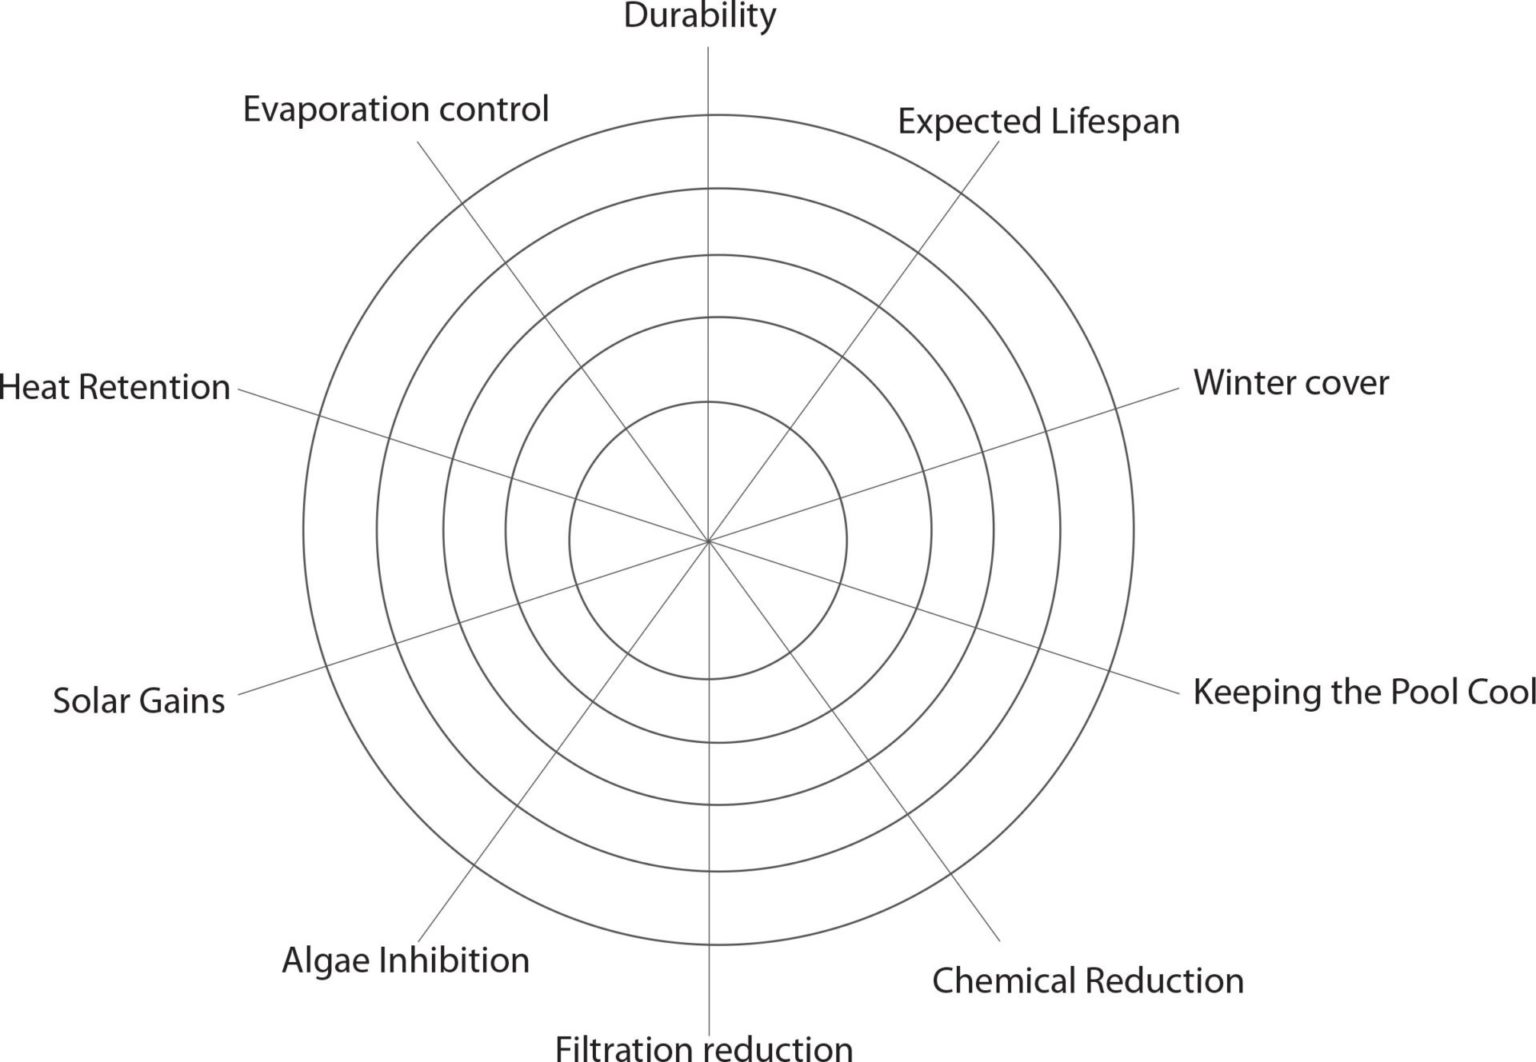 Durability
Evaporation control
Expected Lifespan
Heat Retention
Winter cover
Solar Gains
Keeping the Pool Cool
Algae Inhibition
Chemical Reduction
Filtration reduction